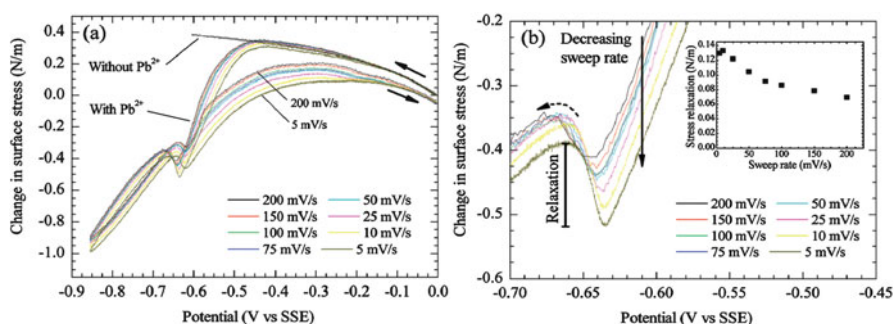 (a)
Without Pb²⁺
With Pb²⁺
200 mV/s
5 mV/s
200 mV/s
50 mV/s
150 mV/s
25 mV/s
100 mV/s
10 mV/s
75 mV/s
5 mV/s
0.4
0.2
0.0
-0.2
-0.4
-0.6
-0.8
-1.0
Change in surface stress (N/m)
-0.9 -0.8 -0.7 -0.6 -0.5 -0.4 -0.3 -0.2 -0.1 0.0
Potential (V vs SSE)
(b)
Decreasing
sweep rate
Relaxation
200 mV/s
50 mV/s
150 mV/s
25 mV/s
100 mV/s
10 mV/s
75 mV/s
5 mV/s
-0.2
-0.3
-0.4
-0.5
-0.6
Change in surface stress (N/m)
-0.70 -0.65 -0.60 -0.55 -0.50 -0.45
Potential (V vs SSE)
0.14
0.12
0.10
0.08
0.06
0.04
0.02
0.00
Stress relaxation (N/m)
0 50 100 150 200
Sweep rate (mV/s)